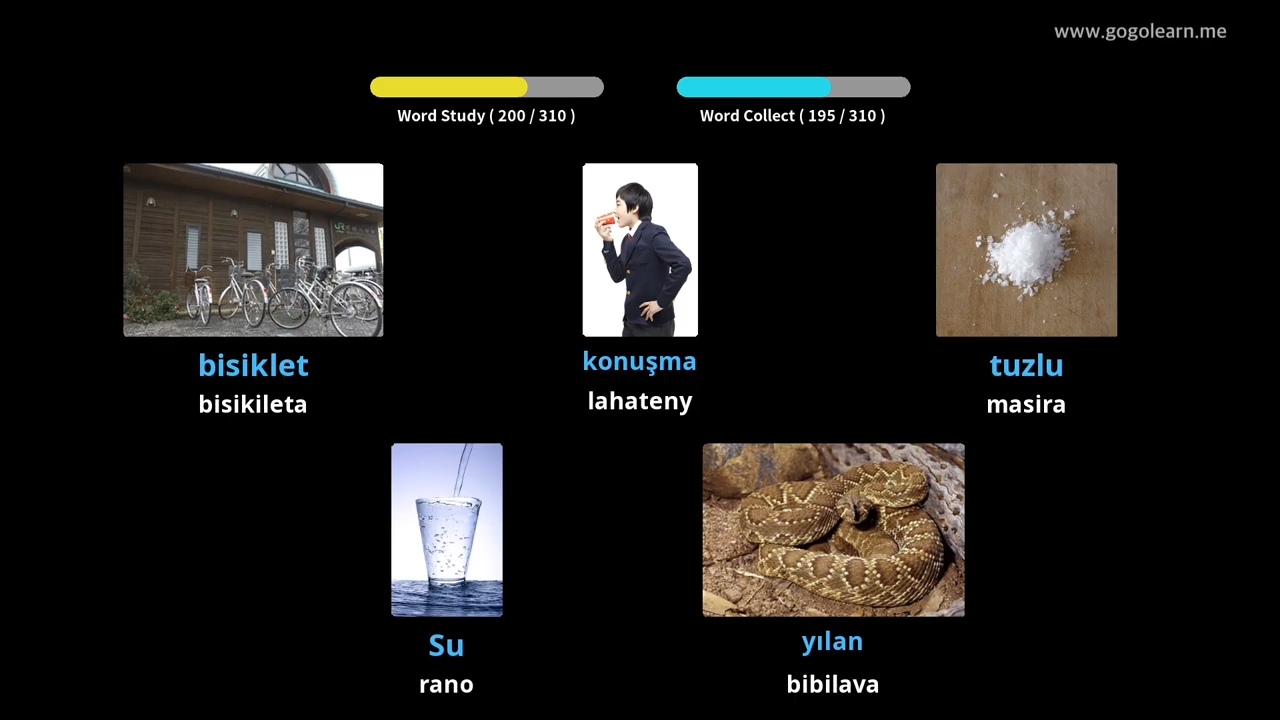 www.gogolearn.me
Word Study ( 200 / 310 )
Word Collect ( 195 / 310 )
bisiklet
bisikileta
konuşma
lahateny
tuzlu
masira
Su
rano
yılan
bibilava